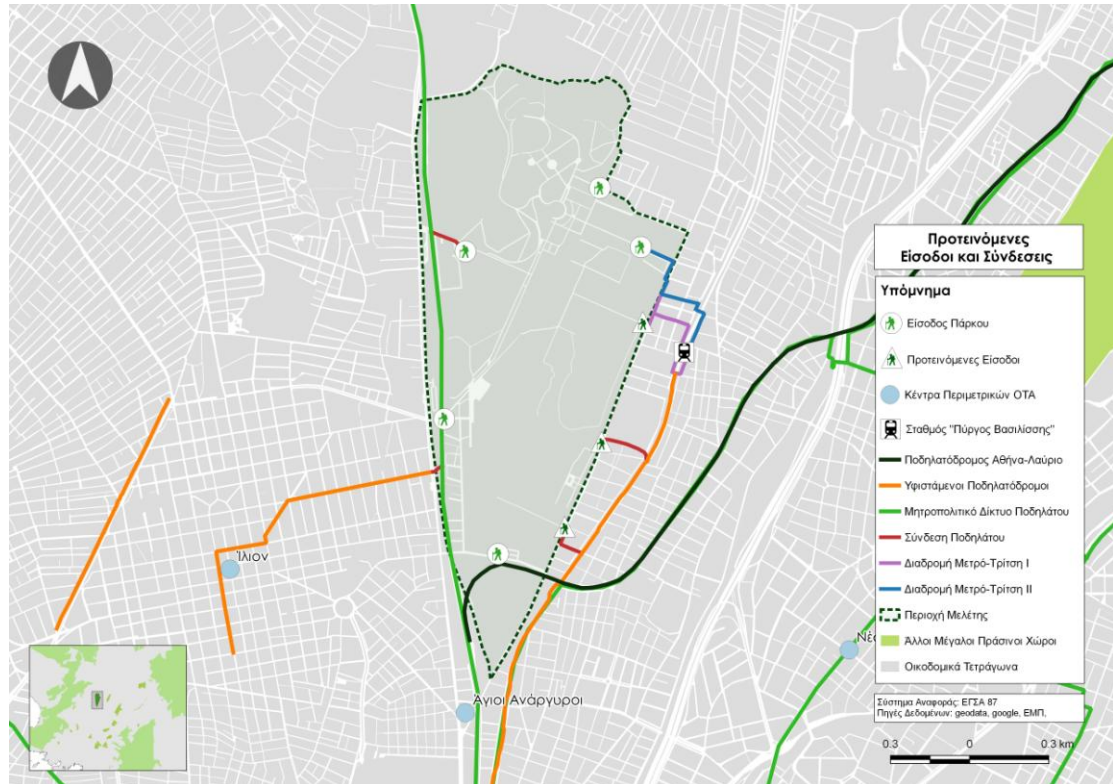 Προτεινόμενες
Είσοδοι και Σύνδεσεις
Υπόμνημα
Είσοδος Πάρκου
Προτεινόμενες Είσοδοι
Κέντρα Περιμετρικών ΟΤΑ
Σταθμός "Πύργος Βασιλίσσης"
Ποδηλατόδρομος Αθήνα-Λαύριο
Υφιστάμενοι Ποδηλατόδρομοι
Μητροπολιτικό Δίκτυο Ποδηλάτου
Σύνδεση Ποδηλάτου
Διαδρομή Μετρό-Τρίτση Ι
Διαδρομή Μετρό-Τρίτση ΙΙ
Περιοχή Μελέτης
Άλλοι Μεγάλοι Πράσινοι Χώροι
Οικοδομικά Τετράγωνα
Ίλιον
Νέα
Άγιοι Ανάργυροι
Σύστημα Αναφοράς: ΕΓΣΑ 87
Πηγές Δεδομένων: geodata, google, ΕΜΠ,
0.3 0 0.3 km